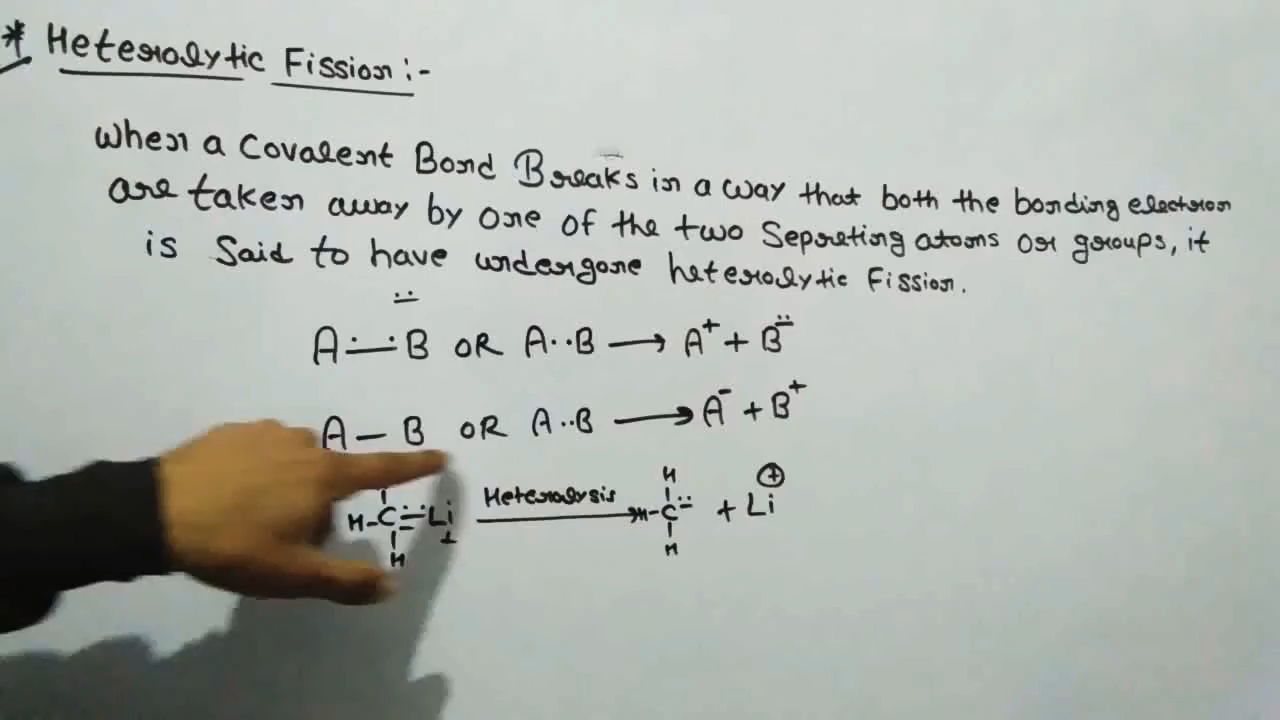 * Heterolytic Fission :-
When a Covalent Bond Breaks in a way that both the bonding electron
are taken away by one of the two Sepreting atoms or groups, it
is Said to have undergone heterolytic Fission.
A——B OR A··B ⟶ A⁺ + B⁻
A — B OR A··B ⟶ A⁻ + B⁺
Heterolysis
H
H–C Li ⟶ H–C + Li⊕
+
H H